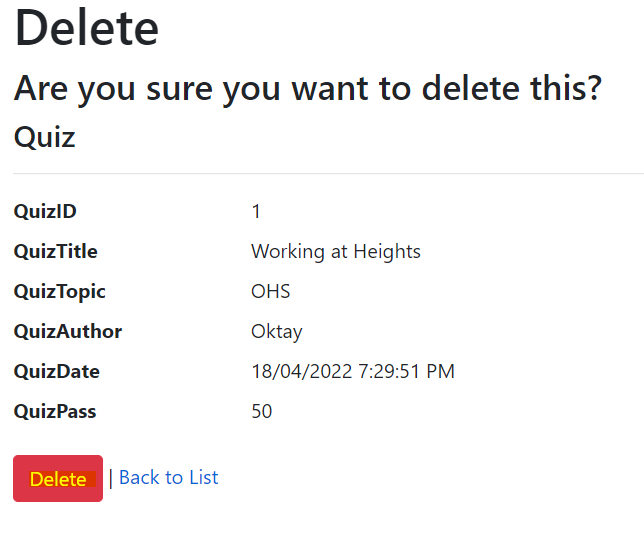 Delete
Are you sure you want to delete this?
Quiz
QuizID 1
QuizTitle Working at Heights
QuizTopic OHS
QuizAuthor Oktay
QuizDate 18/04/2022 7:29:51 PM
QuizPass 50
Delete | Back to List